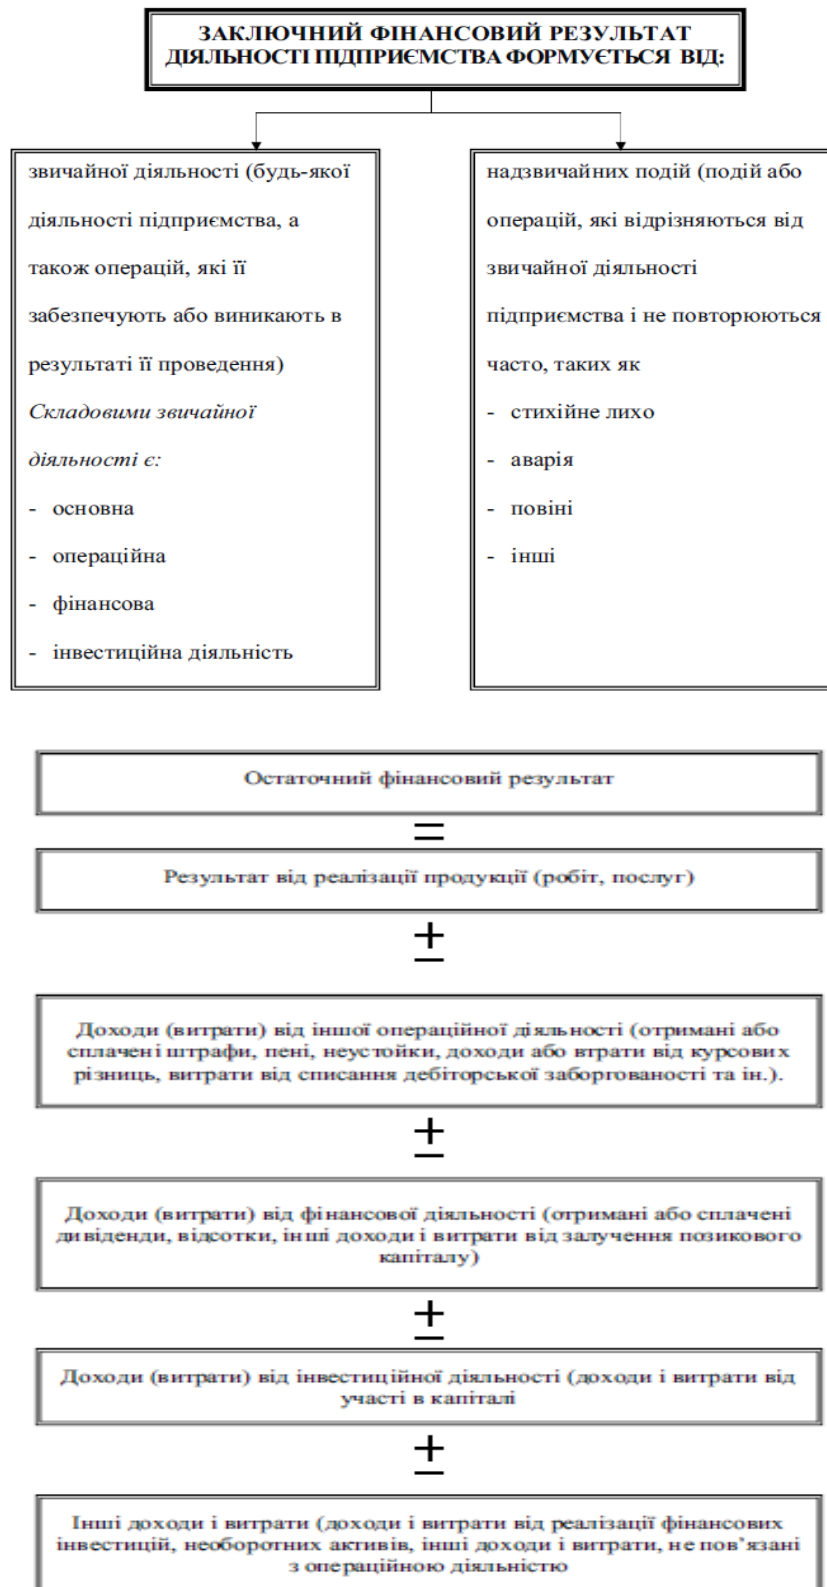 ЗАКЛЮЧНИЙ ФІНАНСОВИЙ РЕЗУЛЬТАТ
ДІЯЛЬНОСТІ ПІДПРИЄМСТВА ФОРМУЄТЬСЯ ВІД:
звичайної діяльності (будь-якої
діяльності підприємства, а
також операцій, які її
забезпечують або виникають в
результаті її проведення)
Складовими звичайної
діяльності є:
- основна
- операційна
- фінансова
- інвестиційна діяльність
надзвичайних подій (подій або
операцій, які відрізняються від
звичайної діяльності
підприємства і не повторюються
часто, таких як
- стихійне лихо
- аварія
- повіні
- інші
Остаточний фінансовий результат
=
Результат від реалізації продукції (робіт, послуг)
±
Доходи (витрати) від іншої операційної діяльності (отримані або
сплачені штрафи, пені, неустойки, доходи або втрати від курсових
різниць, витрати від списання дебіторської заборгованості та ін.).
±
Доходи (витрати) від фінансової діяльності (отримані або сплачені
дивіденди, відсотки, інші доходи і витрати від залучення позикового
капіталу)
±
Доходи (витрати) від інвестиційної діяльності (доходи і витрати від
участі в капіталі
±
Інші доходи і витрати (доходи і витрати від реалізації фінансових
інвестицій, необоротних активів, інші доходи і витрати, не пов’язані
з операційною діяльністю